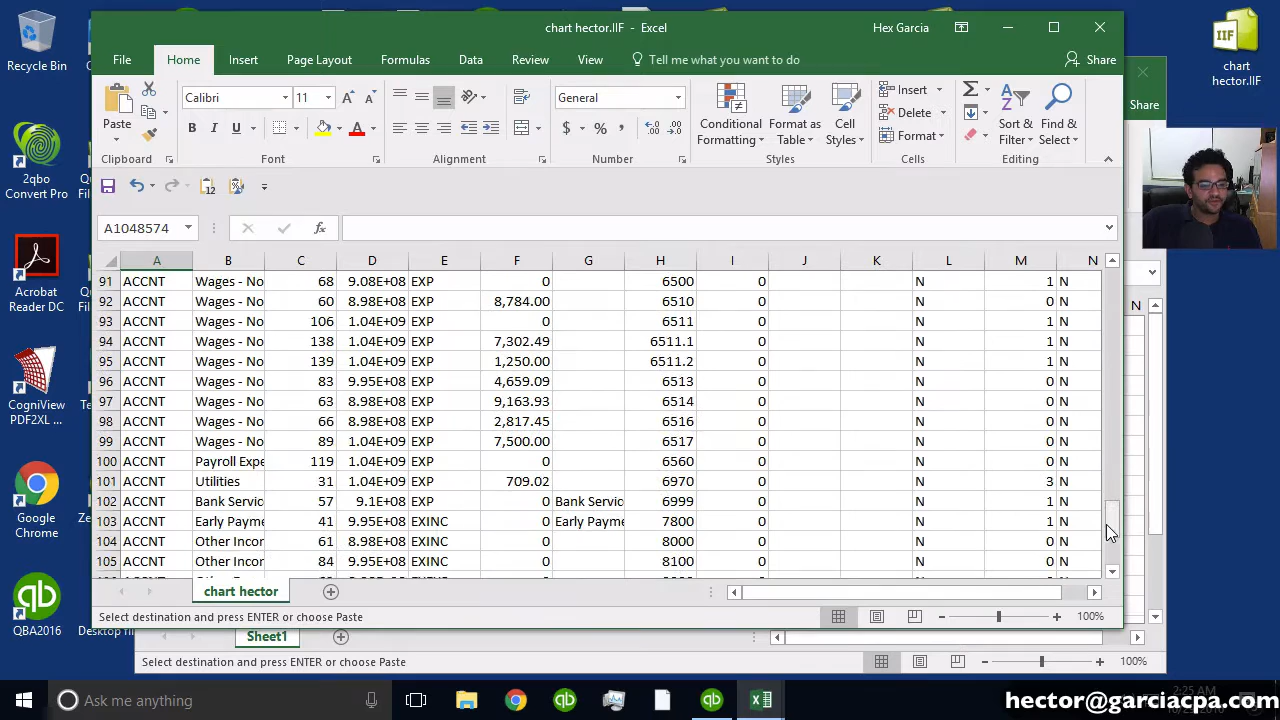 Recycle Bin
2qbo
Convert Pro
Acrobat
Reader DC
CogniView
PDF2XL ...
Google
Chrome
QBA2016
Desktop
chart hector.IIF - Excel
Hex Garcia
File Home Insert Page Layout Formulas Data Review View Tell me what you want to do Share
Paste
Clipboard
Calibri 11
B I U
Font
Alignment
General
$ % ,
Number
Conditional
Formatting
Format as
Table
Cell
Styles
Styles
Insert
Delete
Format
Cells
Sort &
Filter
Find &
Select
Editing
A1048574
fx
A B C D E F G H I J K L M N
91 ACCNT Wages - No 68 9.08E+08 EXP 0 6500 0 N 1 N
92 ACCNT Wages - No 60 8.98E+08 EXP 8,784.00 6510 0 N 0 N
93 ACCNT Wages - No 106 1.04E+09 EXP 0 6511 0 N 1 N
94 ACCNT Wages - No 138 1.04E+09 EXP 7,302.49 6511.1 0 N 1 N
95 ACCNT Wages - No 139 1.04E+09 EXP 1,250.00 6511.2 0 N 1 N
96 ACCNT Wages - No 83 9.95E+08 EXP 4,659.09 6513 0 N 0 N
97 ACCNT Wages - No 63 8.98E+08 EXP 9,163.93 6514 0 N 0 N
98 ACCNT Wages - No 66 8.98E+08 EXP 2,817.45 6516 0 N 0 N
99 ACCNT Wages - No 89 1.04E+09 EXP 7,500.00 6517 0 N 0 N
100 ACCNT Payroll Expe 119 1.04E+09 EXP 0 6560 0 N 0 N
101 ACCNT Utilities 31 1.04E+09 EXP 709.02 6970 0 N 3 N
102 ACCNT Bank Servic 57 9.1E+08 EXP 0 Bank Servic 6999 0 N 1 N
103 ACCNT Early Payme 41 9.95E+08 EXINC 0 Early Payme 7800 0 N 1 N
104 ACCNT Other Incor 61 8.98E+08 EXINC 0 8000 0 N 0 N
105 ACCNT Other Incor 84 9.95E+08 EXINC 0 8100 0 N 0 N
chart hector
Select destination and press ENTER or choose Paste
100%
Share
N
Sheet1
Select destination and press ENTER or choose Paste
100%
IIF
chart
hector.IIF
Ask me anything
2:25 AM
hector@garciacpa.com